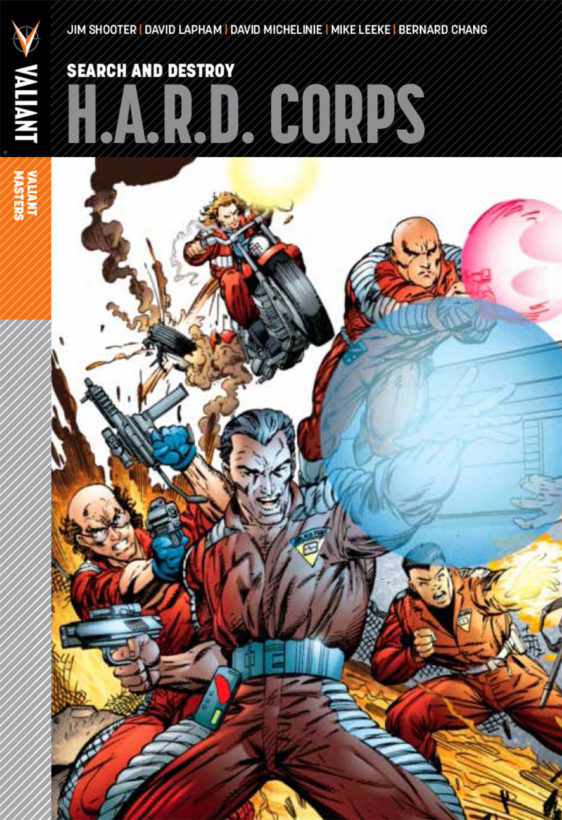 JIM SHOOTER | DAVID LAPHAM | DAVID MICHELINIE | MIKE LEEKE | BERNARD CHANG
SEARCH AND DESTROY
H.A.R.D. CORPS
VALIANT
VALIANT
MASTERS